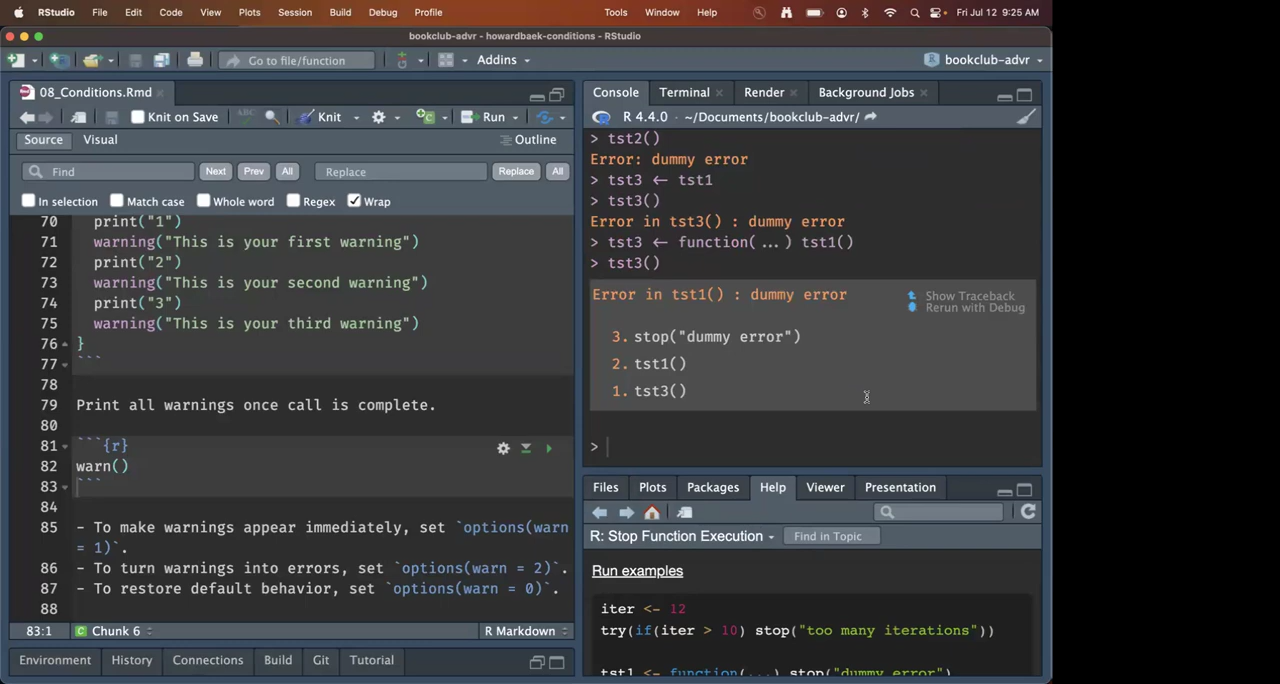 RStudio File Edit Code View Plots Session Build Debug Profile Tools Window Help Fri Jul 12 9:25 AM
bookclub-advr - howardbaek-conditions - RStudio
Go to file/function Addins bookclub-advr
08_Conditions.Rmd
Knit on Save ABC Knit Run
Source Visual Outline
Find Next Prev All Replace Replace All
In selection Match case Whole word Regex Wrap
70 print("1")
71 warning("This is your first warning")
72 print("2")
73 warning("This is your second warning")
74 print("3")
75 warning("This is your third warning")
76 }
77 ```
78
79 Print all warnings once call is complete.
80
81 ```{r}
82 warn()
83 ```
84
85 - To make warnings appear immediately, set `options(warn
= 1)`.
86 - To turn warnings into errors, set `options(warn = 2)`.
87 - To restore default behavior, set `options(warn = 0)`.
88
83:1 C Chunk 6 R Markdown
Environment History Connections Build Git Tutorial
Console Terminal Render Background Jobs
R 4.4.0 · ~/Documents/bookclub-advr/
> tst2()
Error: dummy error
> tst3 <- tst1
> tst3()
Error in tst3() : dummy error
> tst3 <- function(...) tst1()
> tst3()
Error in tst1() : dummy error
Show Traceback
Rerun with Debug
3. stop("dummy error")
2. tst1()
1. tst3()
>
Files Plots Packages Help Viewer Presentation
R: Stop Function Execution Find in Topic
Run examples
iter <- 12
try(if(iter > 10) stop("too many iterations"))
tst1 <- function(...) stop("dummy error")